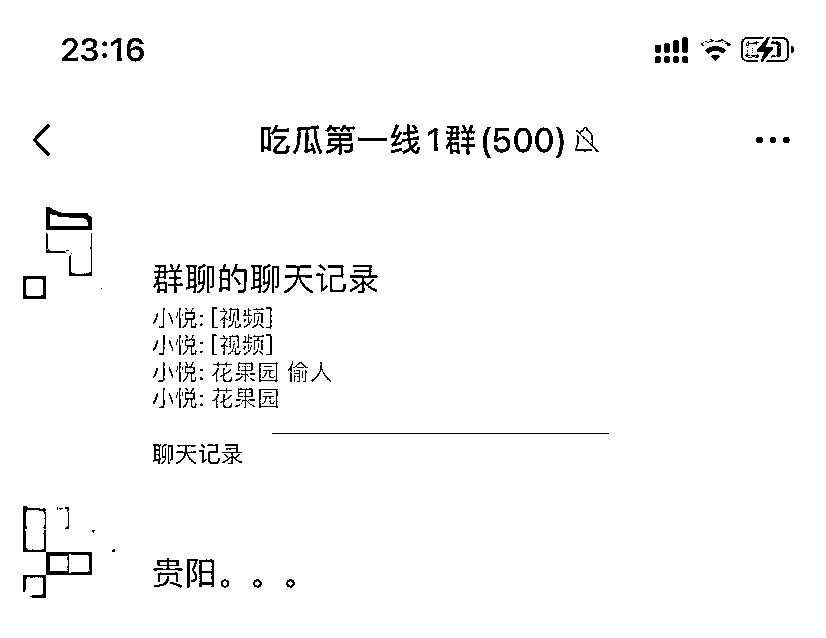 23:16
吃瓜第一线1群(500)
群聊的聊天记录
小悦: [视频]
小悦: [视频]
小悦: 花果园 偷人
小悦: 花果园
聊天记录
贵阳。。。